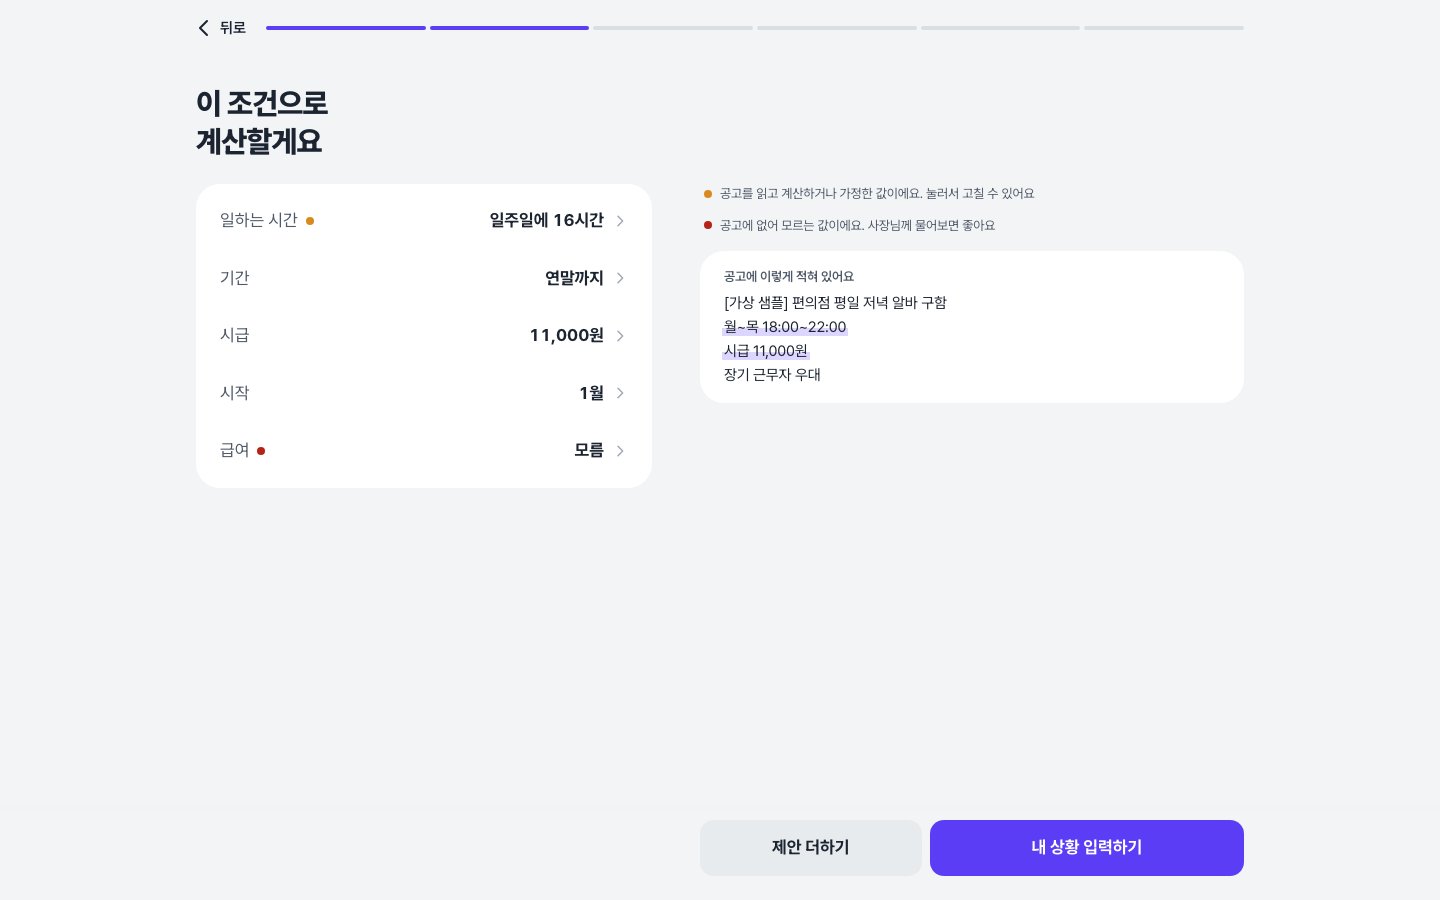 뒤로
이 조건으로
계산할게요
일하는 시간
일주일에 16시간
기간
연말까지
시급
11,000원
시작
1월
급여
모름
공고를 읽고 계산하거나 가정한 값이에요. 눌러서 고칠 수 있어요
공고에 없어 모르는 값이에요. 사장님께 물어보면 좋아요
공고에 이렇게 적혀 있어요
[가상 샘플] 편의점 평일 저녁 알바 구함
월~목 18:00~22:00
시급 11,000원
장기 근무자 우대
제안 더하기
내 상황 입력하기